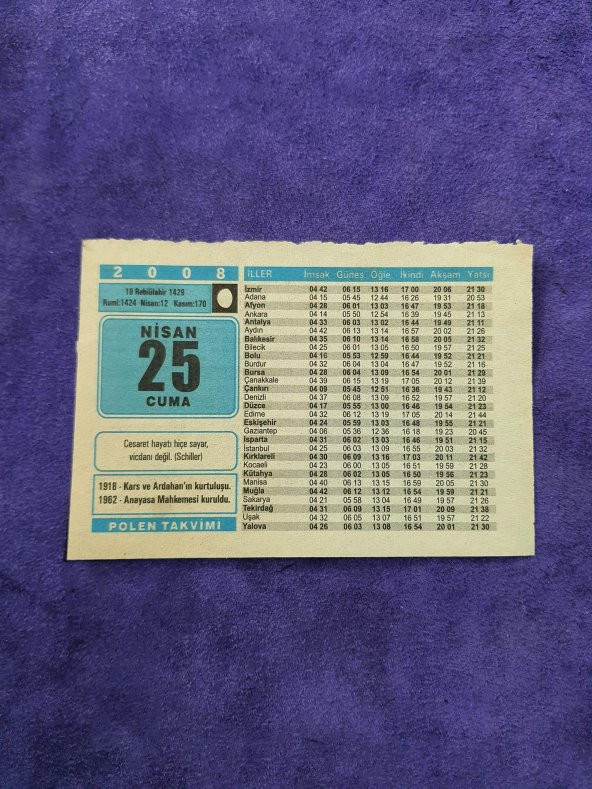 2 0 0 8
19 Rebiülahir 1429
Rumi:1424 Nisan:12 Kasım:170
NİSAN
25
CUMA
Cesaret hayatı hiçe sayar,
vicdanı değil. (Schiller)
1918 - Kars ve Ardahan'ın kurtuluşu.
1962 - Anayasa Mahkemesi kuruldu.
POLEN TAKVİMİ
İLLER İmsak Güneş Öğle İkindi Akşam Yatsı
İzmir 04 42 06 15 13 16 17 00 20 06 21 30
Adana 04 15 05 45 12 44 16 26 19 31 20 53
Afyon 04 28 06 01 13 03 16 47 19 53 21 18
Ankara 04 14 05 50 12 54 16 39 19 45 21 13
Antalya 04 33 06 03 13 02 16 44 19 49 21 11
Aydın 04 42 06 13 13 14 16 57 20 02 21 26
Balıkesir 04 35 06 10 13 14 16 58 20 05 21 32
Bilecik 04 25 06 01 13 05 16 50 19 57 21 25
Bolu 04 16 05 53 12 59 16 44 19 52 21 21
Burdur 04 32 06 04 13 04 16 47 19 52 21 16
Bursa 04 28 06 04 13 09 16 54 20 01 21 29
Çanakkale 04 39 06 15 13 19 17 05 20 12 21 39
Çankırı 04 09 05 45 12 51 16 36 19 43 21 12
Denizli 04 37 06 08 13 09 16 52 19 57 21 20
Düzce 04 17 05 55 13 00 16 46 19 54 21 23
Edirne 04 32 06 12 13 19 17 05 20 14 21 44
Eskişehir 04 24 05 59 13 03 16 48 19 55 21 21
Gaziantep 04 06 05 36 12 36 16 18 19 23 20 45
Isparta 04 31 06 02 13 03 16 46 19 51 21 15
İstanbul 04 25 06 03 13 09 16 55 20 03 21 32
Kırklareli 04 30 06 09 13 16 17 03 20 11 21 42
Kocaeli 04 23 06 00 13 05 16 51 19 59 21 28
Kütahya 04 28 06 02 13 05 16 50 19 56 21 23
Manisa 04 40 06 13 13 15 16 59 20 05 21 30
Muğla 04 42 06 12 13 12 16 54 19 59 21 21
Sakarya 04 21 05 58 13 04 16 49 19 57 21 26
Tekirdağ 04 31 06 09 13 15 17 01 20 09 21 38
Uşak 04 32 06 05 13 07 16 51 19 57 21 22
Yalova 04 26 06 03 13 08 16 54 20 01 21 30